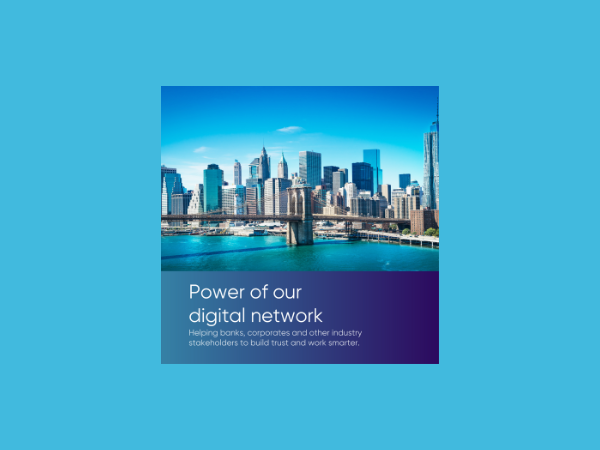 Power of our
digital network
Helping banks, corporates and other industry
stakeholders to build trust and work smarter.